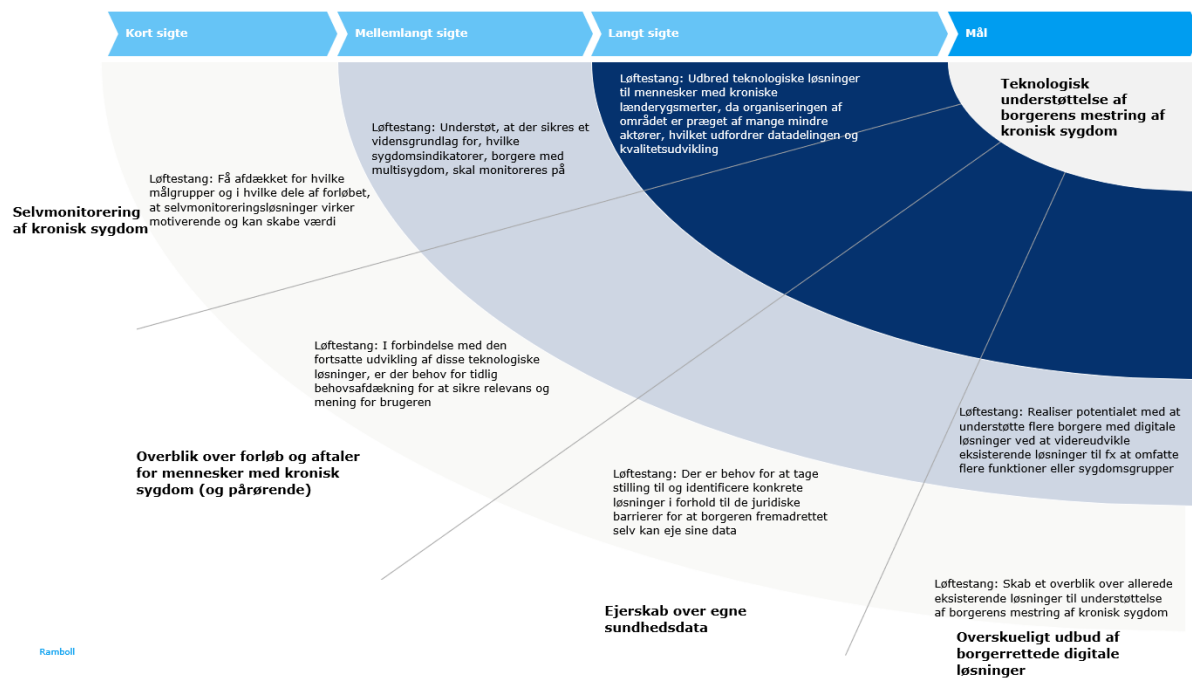 Kort sigte
Mellemlangt sigte
Langt sigte
Mål
Teknologisk
understøttelse af
borgerens mestring af
kronisk sygdom
Løftestang: Udbred teknologiske løsninger
til mennesker med kroniske
lænderygsmerter, da organiseringen af
området er præget af mange mindre
aktører, hvilket udfordrer datadelingen og
kvalitetsudvikling
Løftestang: Understøt, at der sikres et
vidensgrundlag for, hvilke
sygdomsindikatorer, borgere med
multisygdom, skal monitoreres på
Løftestang: Få afdækket for hvilke
målgrupper og i hvilke dele af forløbet,
at selvmonitoreringsløsninger virker
motiverende og kan skabe værdi
Selvmonitorering
af kronisk sygdom
Løftestang: I forbindelse med den
fortsatte udvikling af disse teknologiske
løsninger, er der behov for tidlig
behovsafdækning for at sikre relevans og
mening for brugeren
Overblik over forløb og aftaler
for mennesker med kronisk
sygdom (og pårørende)
Løftestang: Der er behov for at tage
stilling til og identificere konkrete
løsninger i forhold til de juridiske
barrierer for at borgeren fremadrettet
selv kan eje sine data
Ejerskab over egne
sundhedsdata
Løftestang: Realiser potentialet med at
understøtte flere borgere med digitale
løsninger ved at videreudvikle
eksisterende løsninger til fx at omfatte
flere funktioner eller sygdomsgrupper
Løftestang: Skab et overblik over allerede
eksisterende løsninger til understøttelse
af borgerens mestring af kronisk sygdom
Overskueligt udbud af
borgerrettede digitale
løsninger
Ramboll